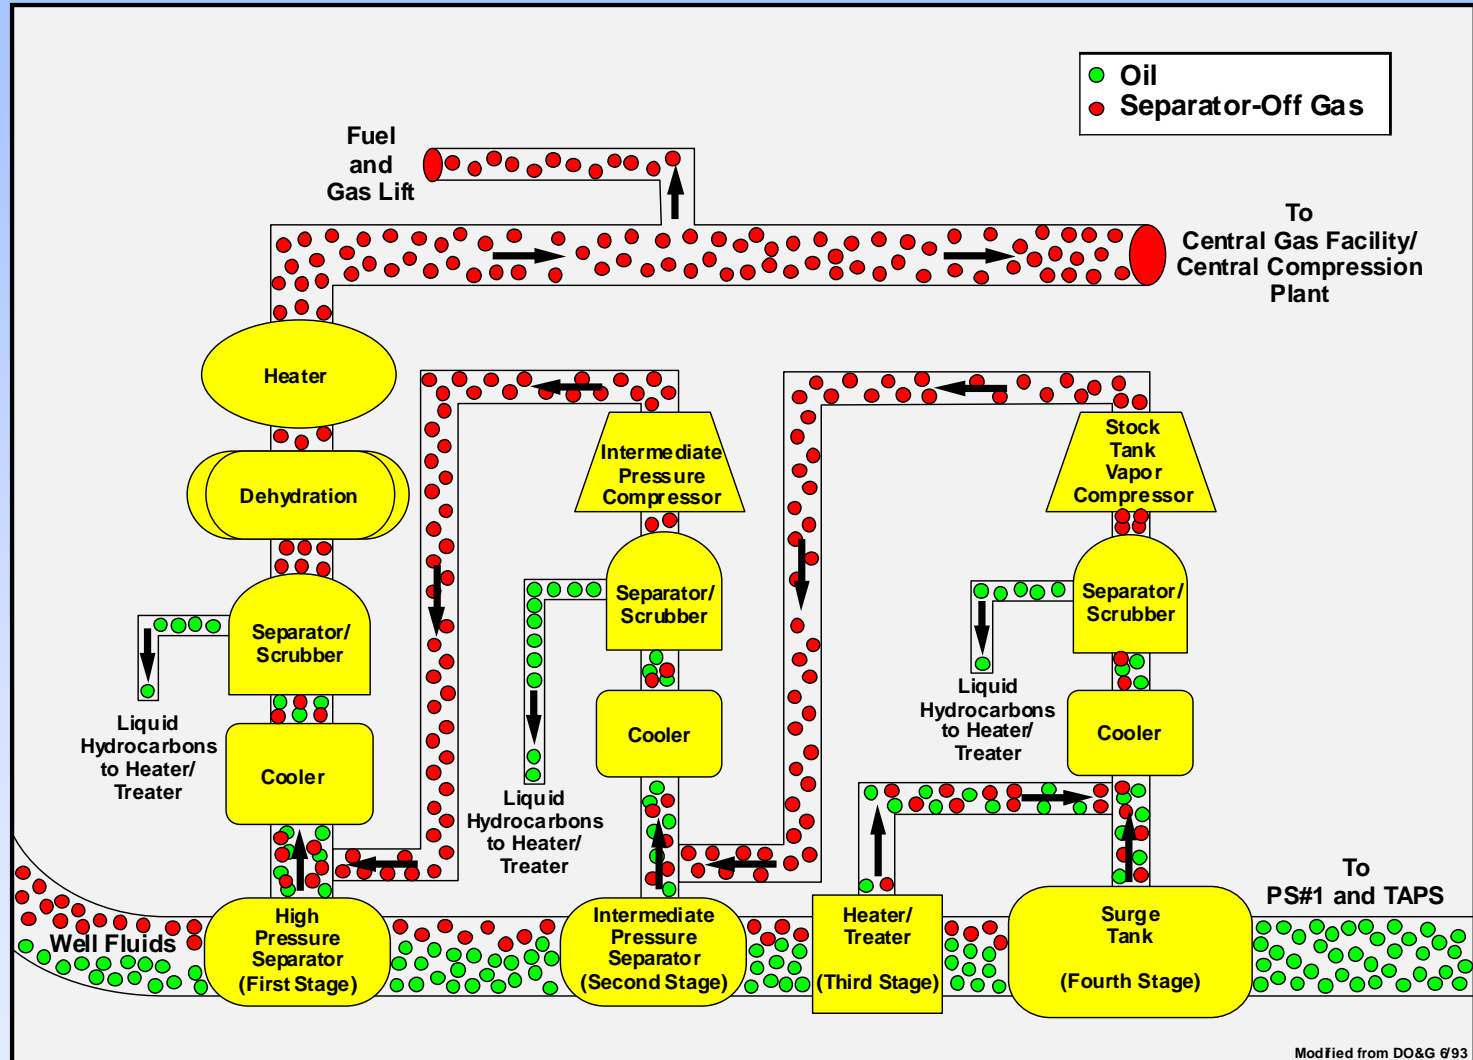 Oil
Separator-Off Gas
Fuel
and
Gas Lift
To
Central Gas Facility/
Central Compression
Plant
Heater
Dehydration
Separator/
Scrubber
Liquid
Hydrocarbons
to Heater/
Treater
Cooler
Intermediate
Pressure
Compressor
Separator/
Scrubber
Cooler
Liquid
Hydrocarbons
to Heater/
Treater
Stock
Tank
Vapor
Compressor
Separator/
Scrubber
Liquid
Hydrocarbons
to Heater/
Treater
Cooler
Well Fluids
High
Pressure
Separator
(First Stage)
Intermediate
Pressure
Separator
(Second Stage)
Heater/
Treater
(Third Stage)
Surge
Tank
(Fourth Stage)
To
PS#1 and TAPS
Modified from DO&G 6/93